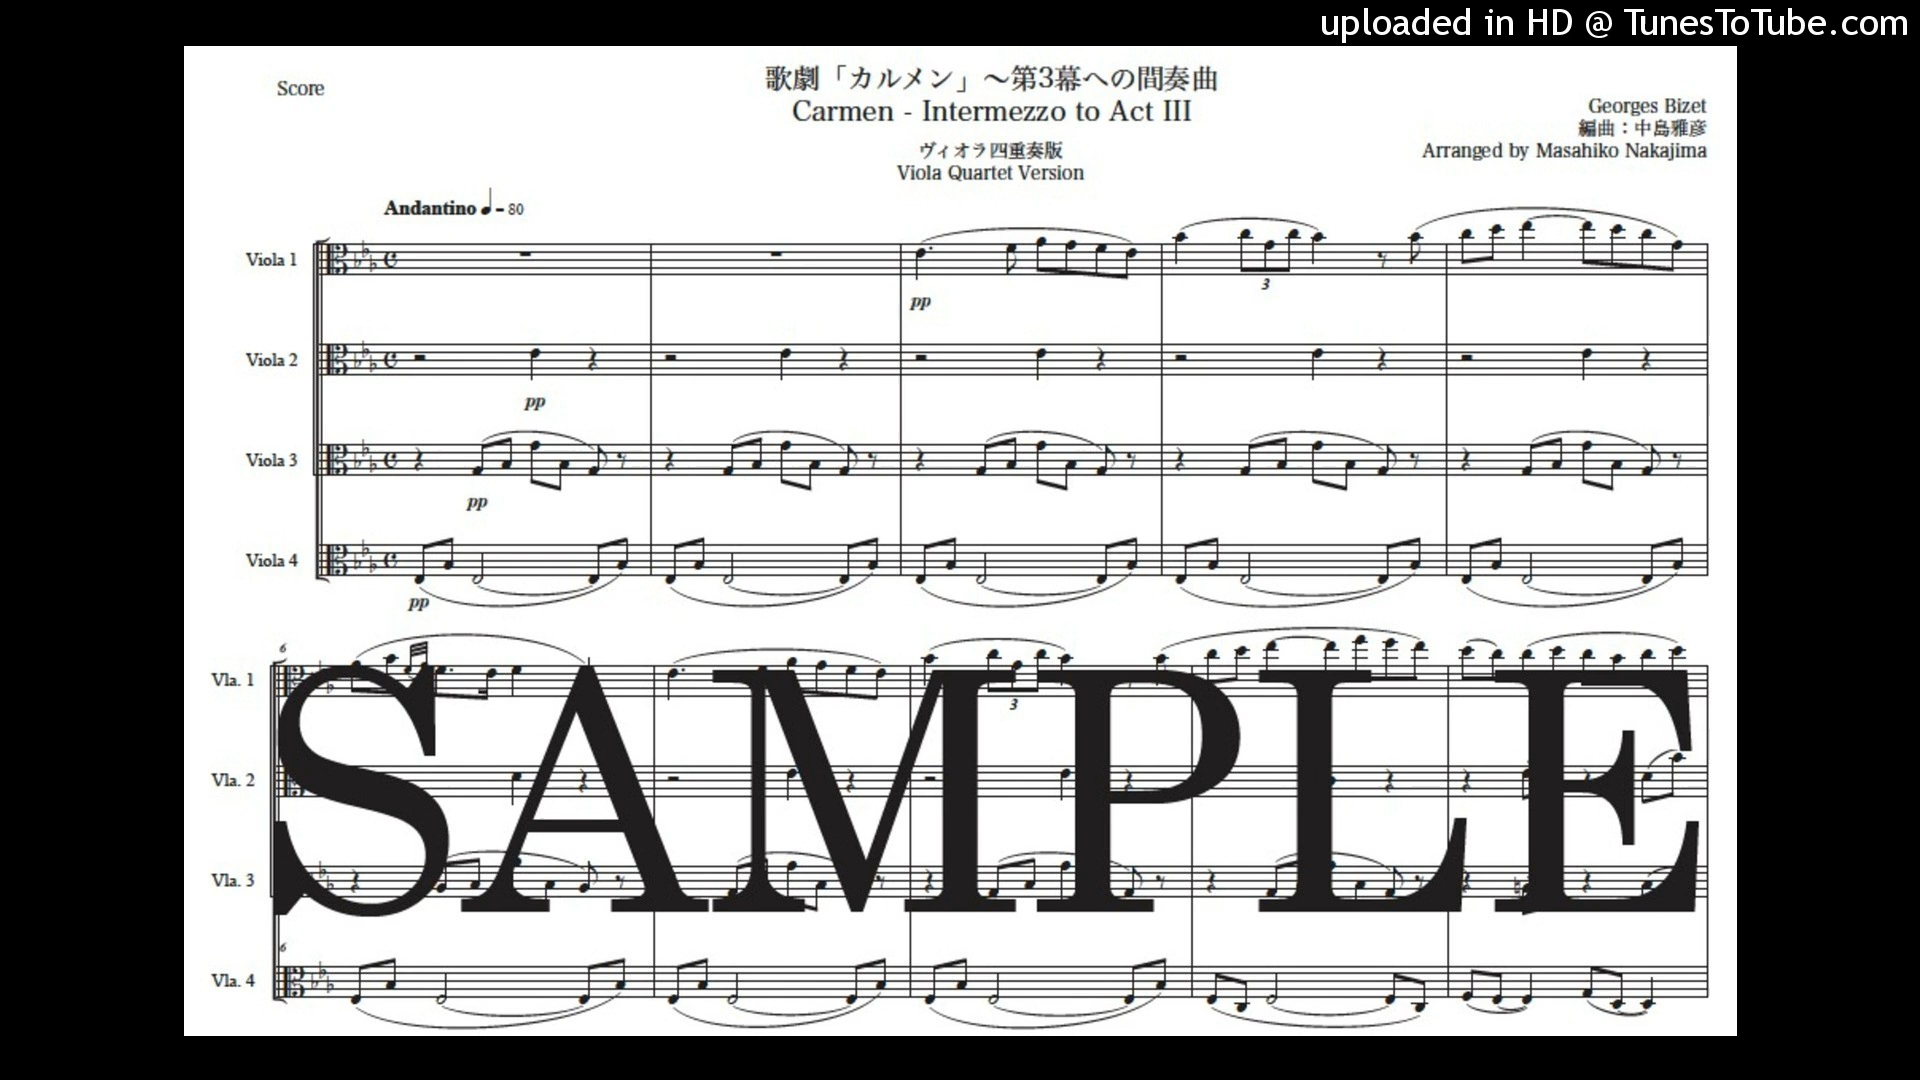 uploaded in HD @ TunesToTube.com
Score
歌劇「カルメン」～第3幕への間奏曲
Carmen - Intermezzo to Act III
Georges Bizet
編曲：中島雅彦
Arranged by Masahiko Nakajima
ヴィオラ四重奏版
Viola Quartet Version
Andantino ♩= 80
Viola 1
pp
3
Viola 2
pp
Viola 3
pp
Viola 4
pp
6
Vla. 1
3
Vla. 2
Vla. 3
6
Vla. 4
SAMPLE